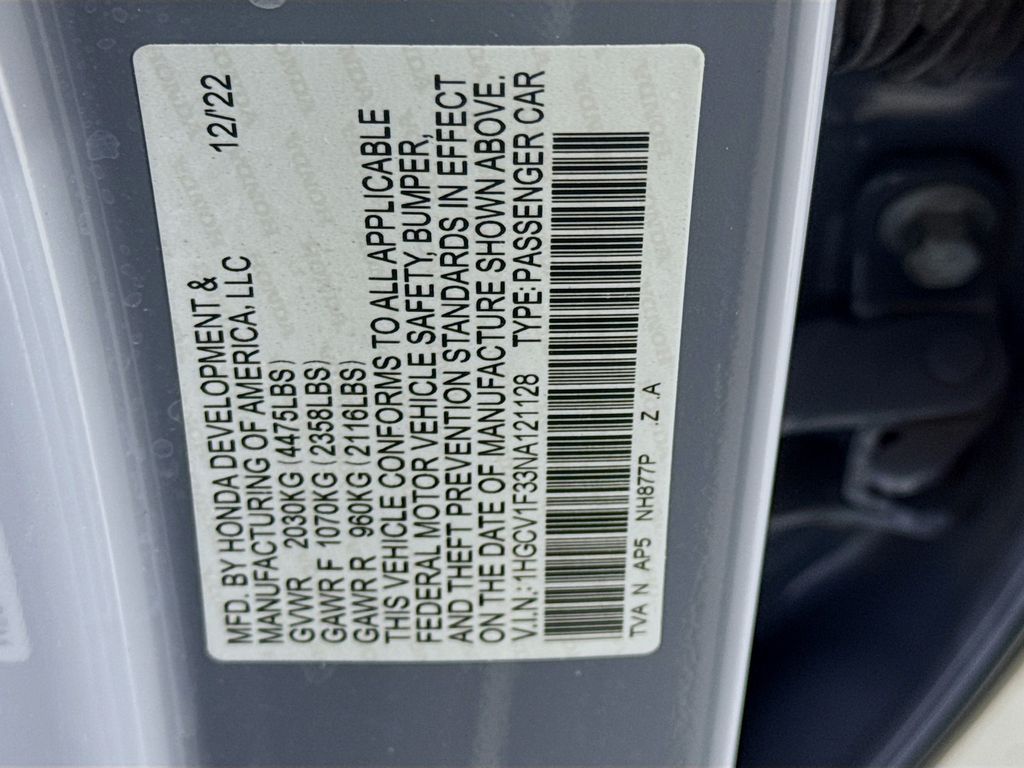 MFD. BY HONDA DEVELOPMENT &
MANUFACTURING OF AMERICA, LLC 12/'22
GVWR 2030KG (4475LBS)
GAWR F 1070KG (2358LBS)
GAWR R 960KG (2116LBS)
THIS VEHICLE CONFORMS TO ALL APPLICABLE
FEDERAL MOTOR VEHICLE SAFETY, BUMPER,
AND THEFT PREVENTION STANDARDS IN EFFECT
ON THE DATE OF MANUFACTURE SHOWN ABOVE.
V.I.N.: 1HGCV1F33NA121128 TYPE: PASSENGER CAR
TVA N AP5 NH877P .Z .A